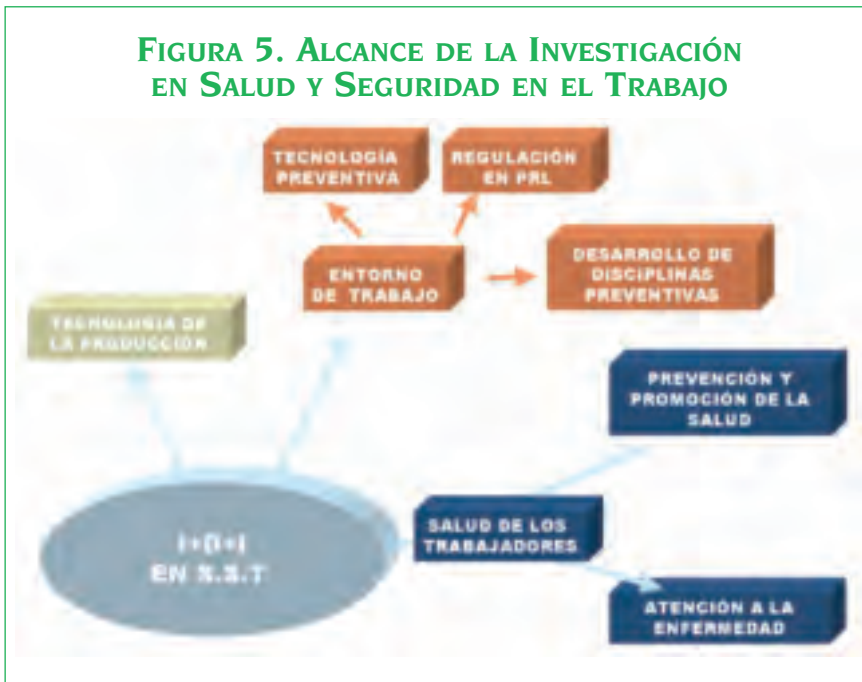 FIGURA 5. ALCANCE DE LA INVESTIGACIÓN
EN SALUD Y SEGURIDAD EN EL TRABAJO
TECNOLOGÍA
PREVENTIVA
REGULACIÓN
EN PRL
ENTORNO
DE TRABAJO
DESARROLLO DE
DISCIPLINAS
PREVENTIVAS
TECNOLOGÍA DE
LA PRODUCCIÓN
PREVENCIÓN Y
PROMOCIÓN DE LA
SALUD
I+D+I
EN S.S.T
SALUD DE LOS
TRABAJADORES
ATENCIÓN A LA
ENFERMEDAD